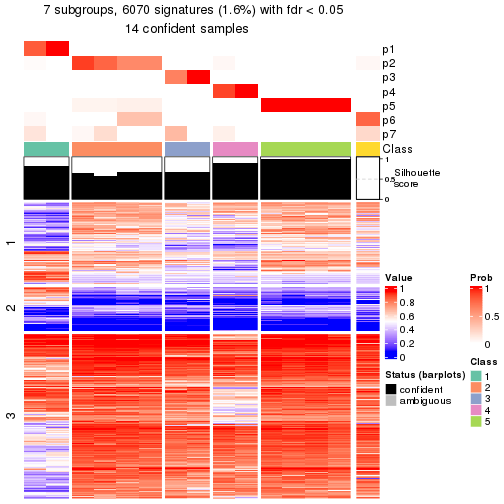 7 subgroups, 6070 signatures (1.6%) with fdr < 0.05
14 confident samples
p1
p2
p3
p4
p5
p6
p7
Class
1
0.5
0
Silhouette
score
1
2
3
Value
1
0.8
0.6
0.4
0.2
0
Prob
1
0.5
0
Status (barplots)
confident
ambiguous
Class
1
2
3
4
5